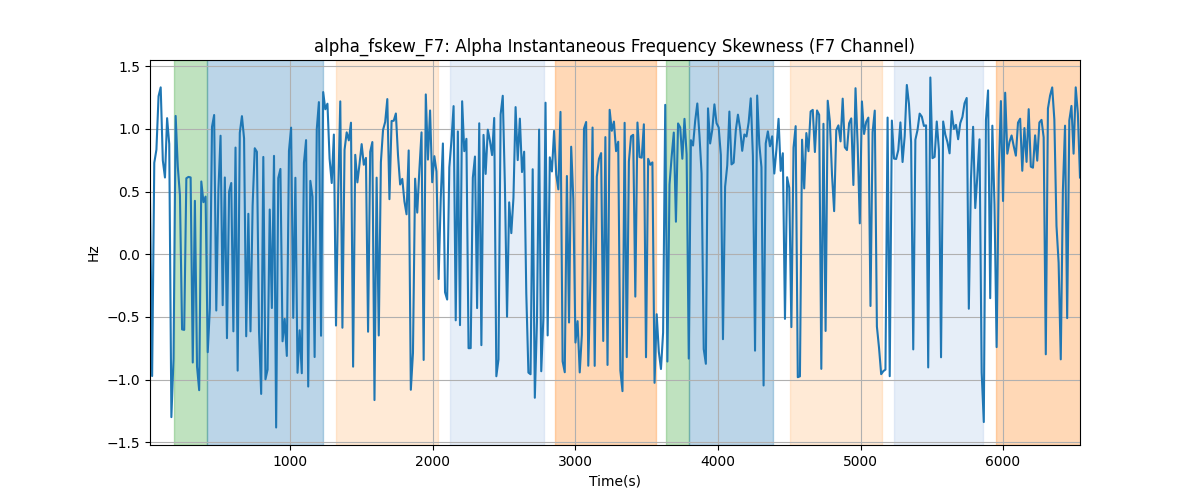 alpha_fskew_F7: Alpha Instantaneous Frequency Skewness (F7 Channel)
1.5
1.0
0.5
0.0
−0.5
−1.0
−1.5
Hz
1000 2000 3000 4000 5000 6000
Time(s)